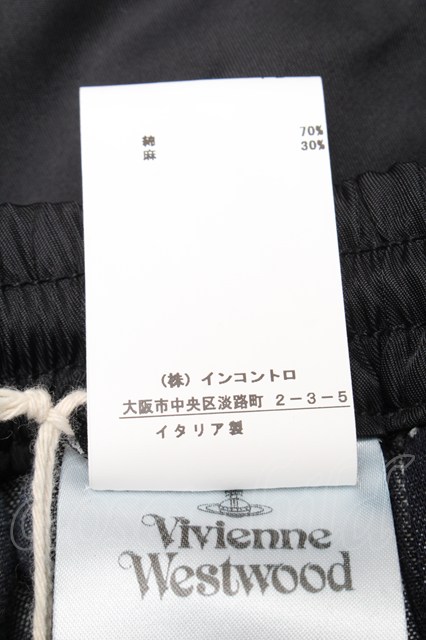 綿 70%
麻 30%
(株) インコントロ
大阪市中央区淡路町 2-3-5
イタリア製
Vivienne
Westwood